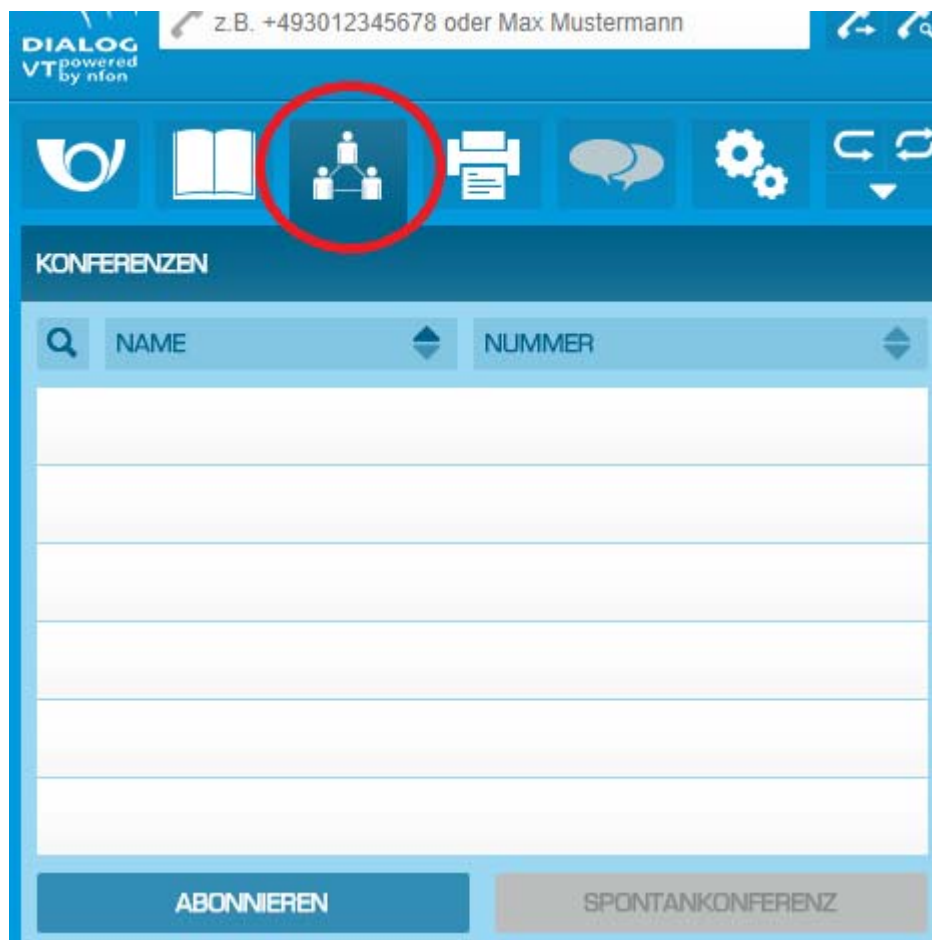 DIALOG
VT powered
by nfon
z.B. +493012345678 oder Max Mustermann
KONFERENZEN
NAME
NUMMER
ABONNIEREN
SPONTANKONFERENZ